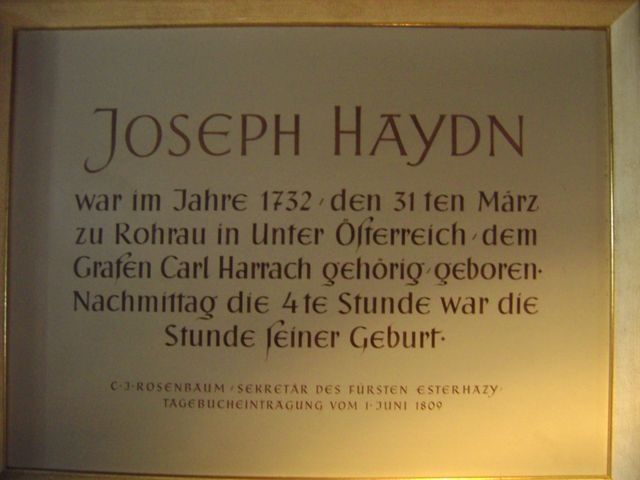 JOSEPH HAYDN
war im Jahre 1732, den 31 ten März
zu Rohrau in Unter Öſterreich, dem
Grafen Carl Harrach gehörig, geboren.
Nachmittag die 4 te Stunde war die
Stunde ſeiner Geburt.
C·J·ROSENBAUM, SEKRETÄR DES FÜRSTEN ESTERHAZY,
TAGEBUCHEINTRAGUNG VOM 1·JUNI 1809